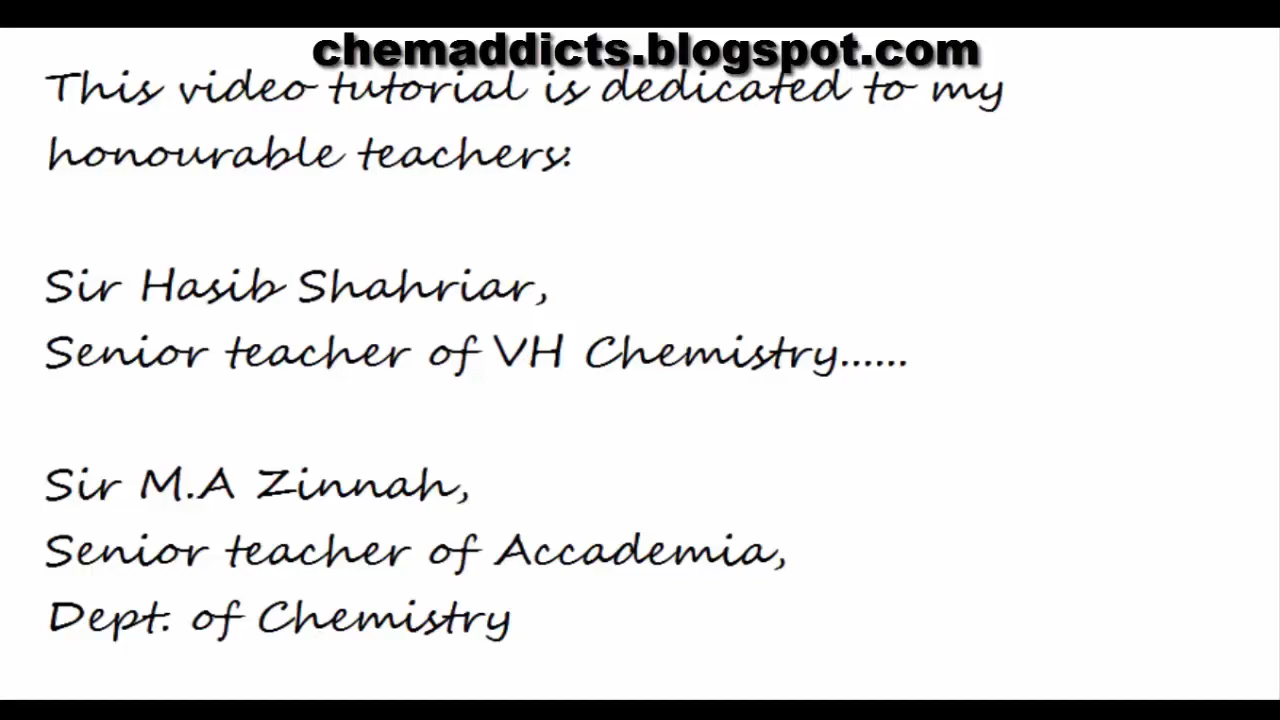 chemaddicts.blogspot.com
This video tutorial is dedicated to my
honourable teachers:
Sir Hasib Shahriar,
Senior teacher of VH Chemistry......
Sir M.A Zinnah,
Senior teacher of Accademia,
Dept. of Chemistry